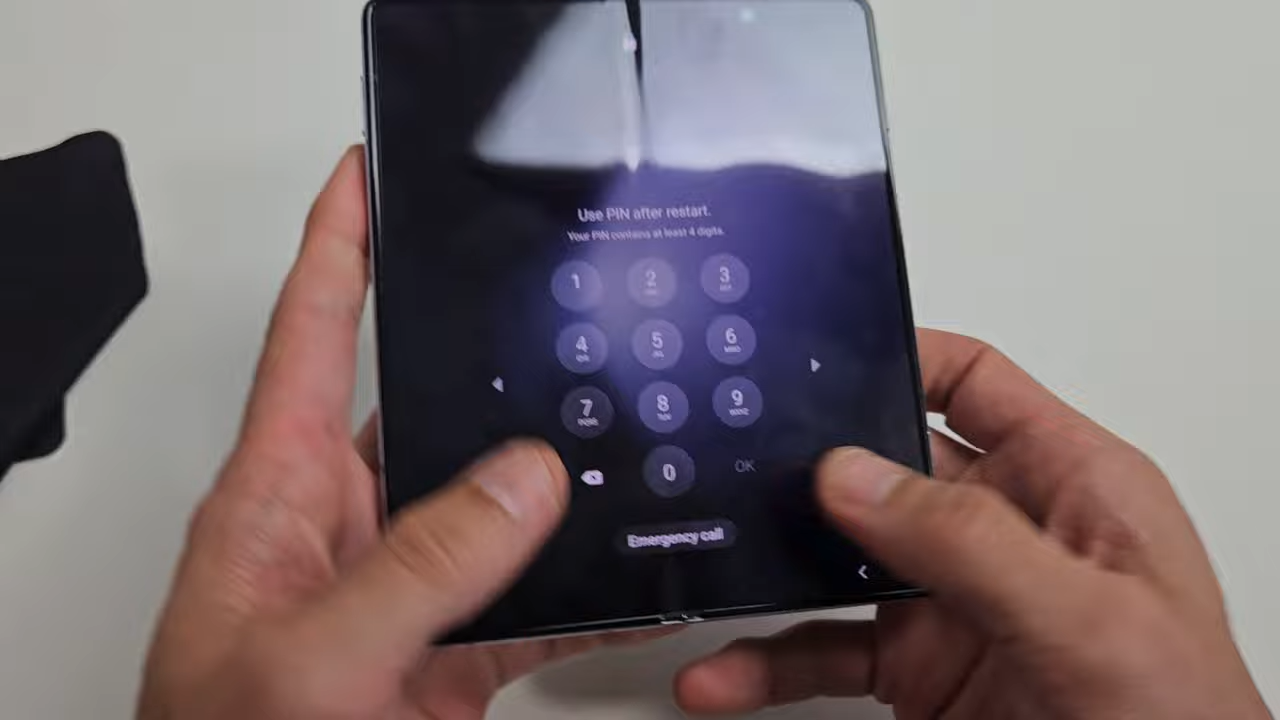 Use PIN after restart.
Your PIN contains at least 4 digits.
1 2 3
4 5 6
7 8 9
0 OK
Emergency call